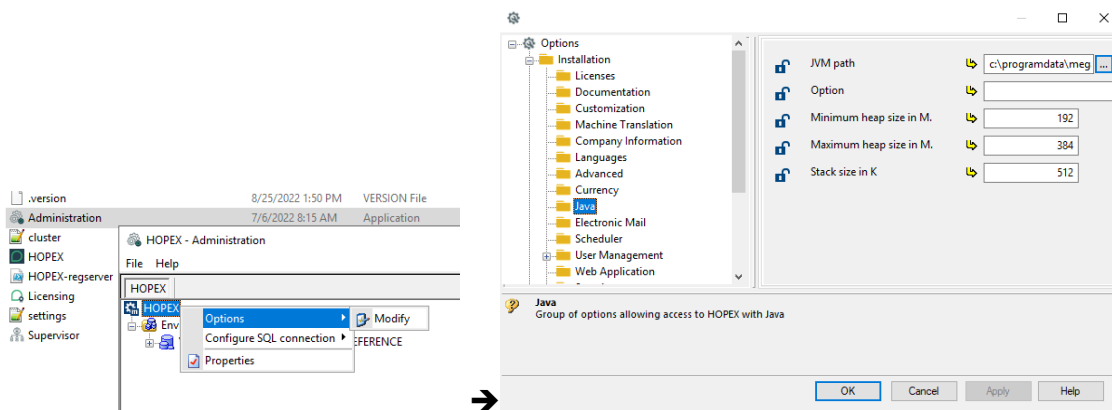 .version 8/25/2022 1:50 PM VERSION File
Administration 7/6/2022 8:15 AM Application
cluster
HOPEX
HOPEX-regserver
Licensing
settings
Supervisor
HOPEX - Administration
File Help
HOPEX
HOPEX
Env
Options
Modify
Configure SQL connection
EFERENCE
Properties
Options
Installation
Licenses
Documentation
Customization
Machine Translation
Company Information
Languages
Advanced
Currency
Java
Electronic Mail
Scheduler
User Management
Web Application
JVM path c:\programdata\meg ...
Option
Minimum heap size in M. 192
Maximum heap size in M. 384
Stack size in K 512
Java
Group of options allowing access to HOPEX with Java
OK Cancel Apply Help